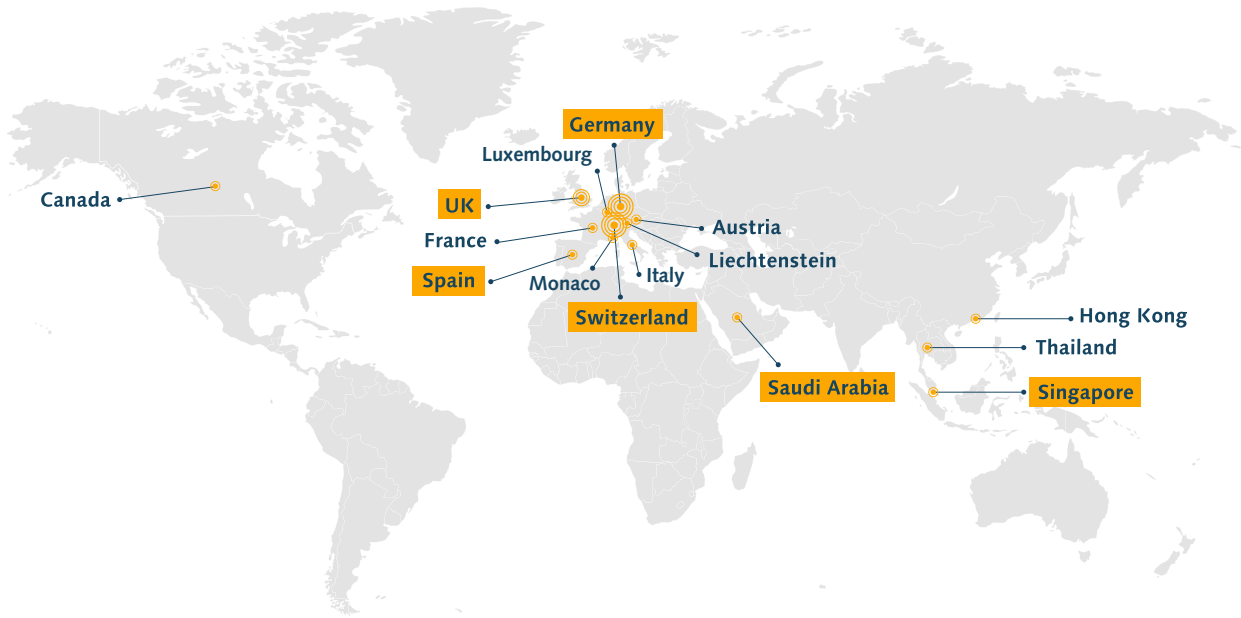 Germany
Luxembourg
Canada
UK
Austria
France
Liechtenstein
Spain
Monaco
Italy
Switzerland
Hong Kong
Thailand
Saudi Arabia
Singapore